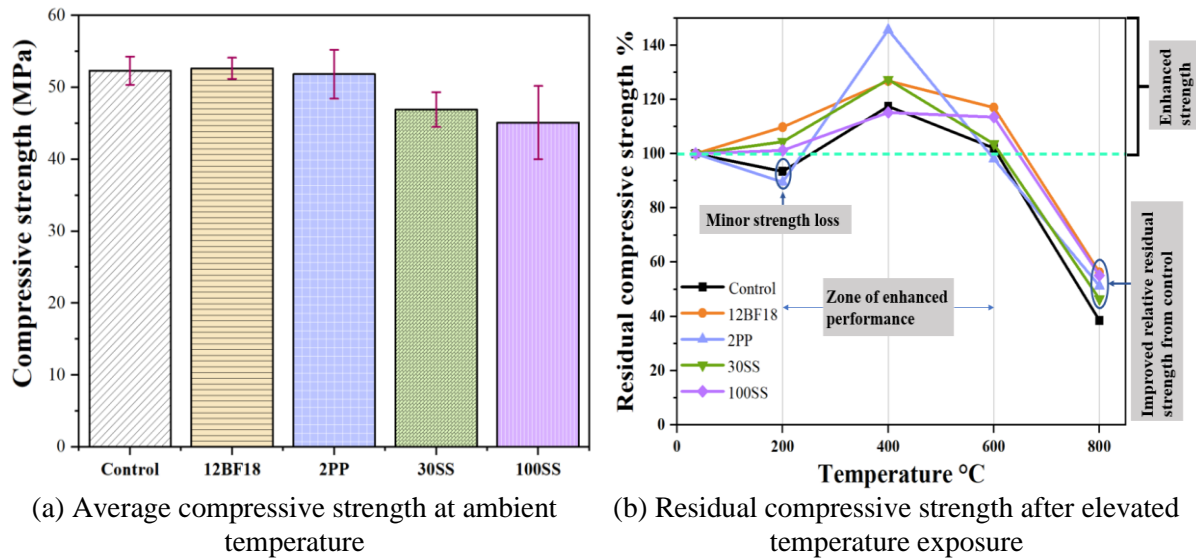 60
50
40
30
20
10
0
Compressive strength (MPa)
Control
12BF18
2PP
30SS
100SS
(a) Average compressive strength at ambient
temperature
140
120
100
80
60
40
20
0
Residual compressive strength %
Minor strength loss
Control
12BF18
2PP
30SS
100SS
Zone of enhanced
performance
200
400
600
800
0
Temperature °C
Enhanced
strength
Improved relative residual
strength from control
(b) Residual compressive strength after elevated
temperature exposure